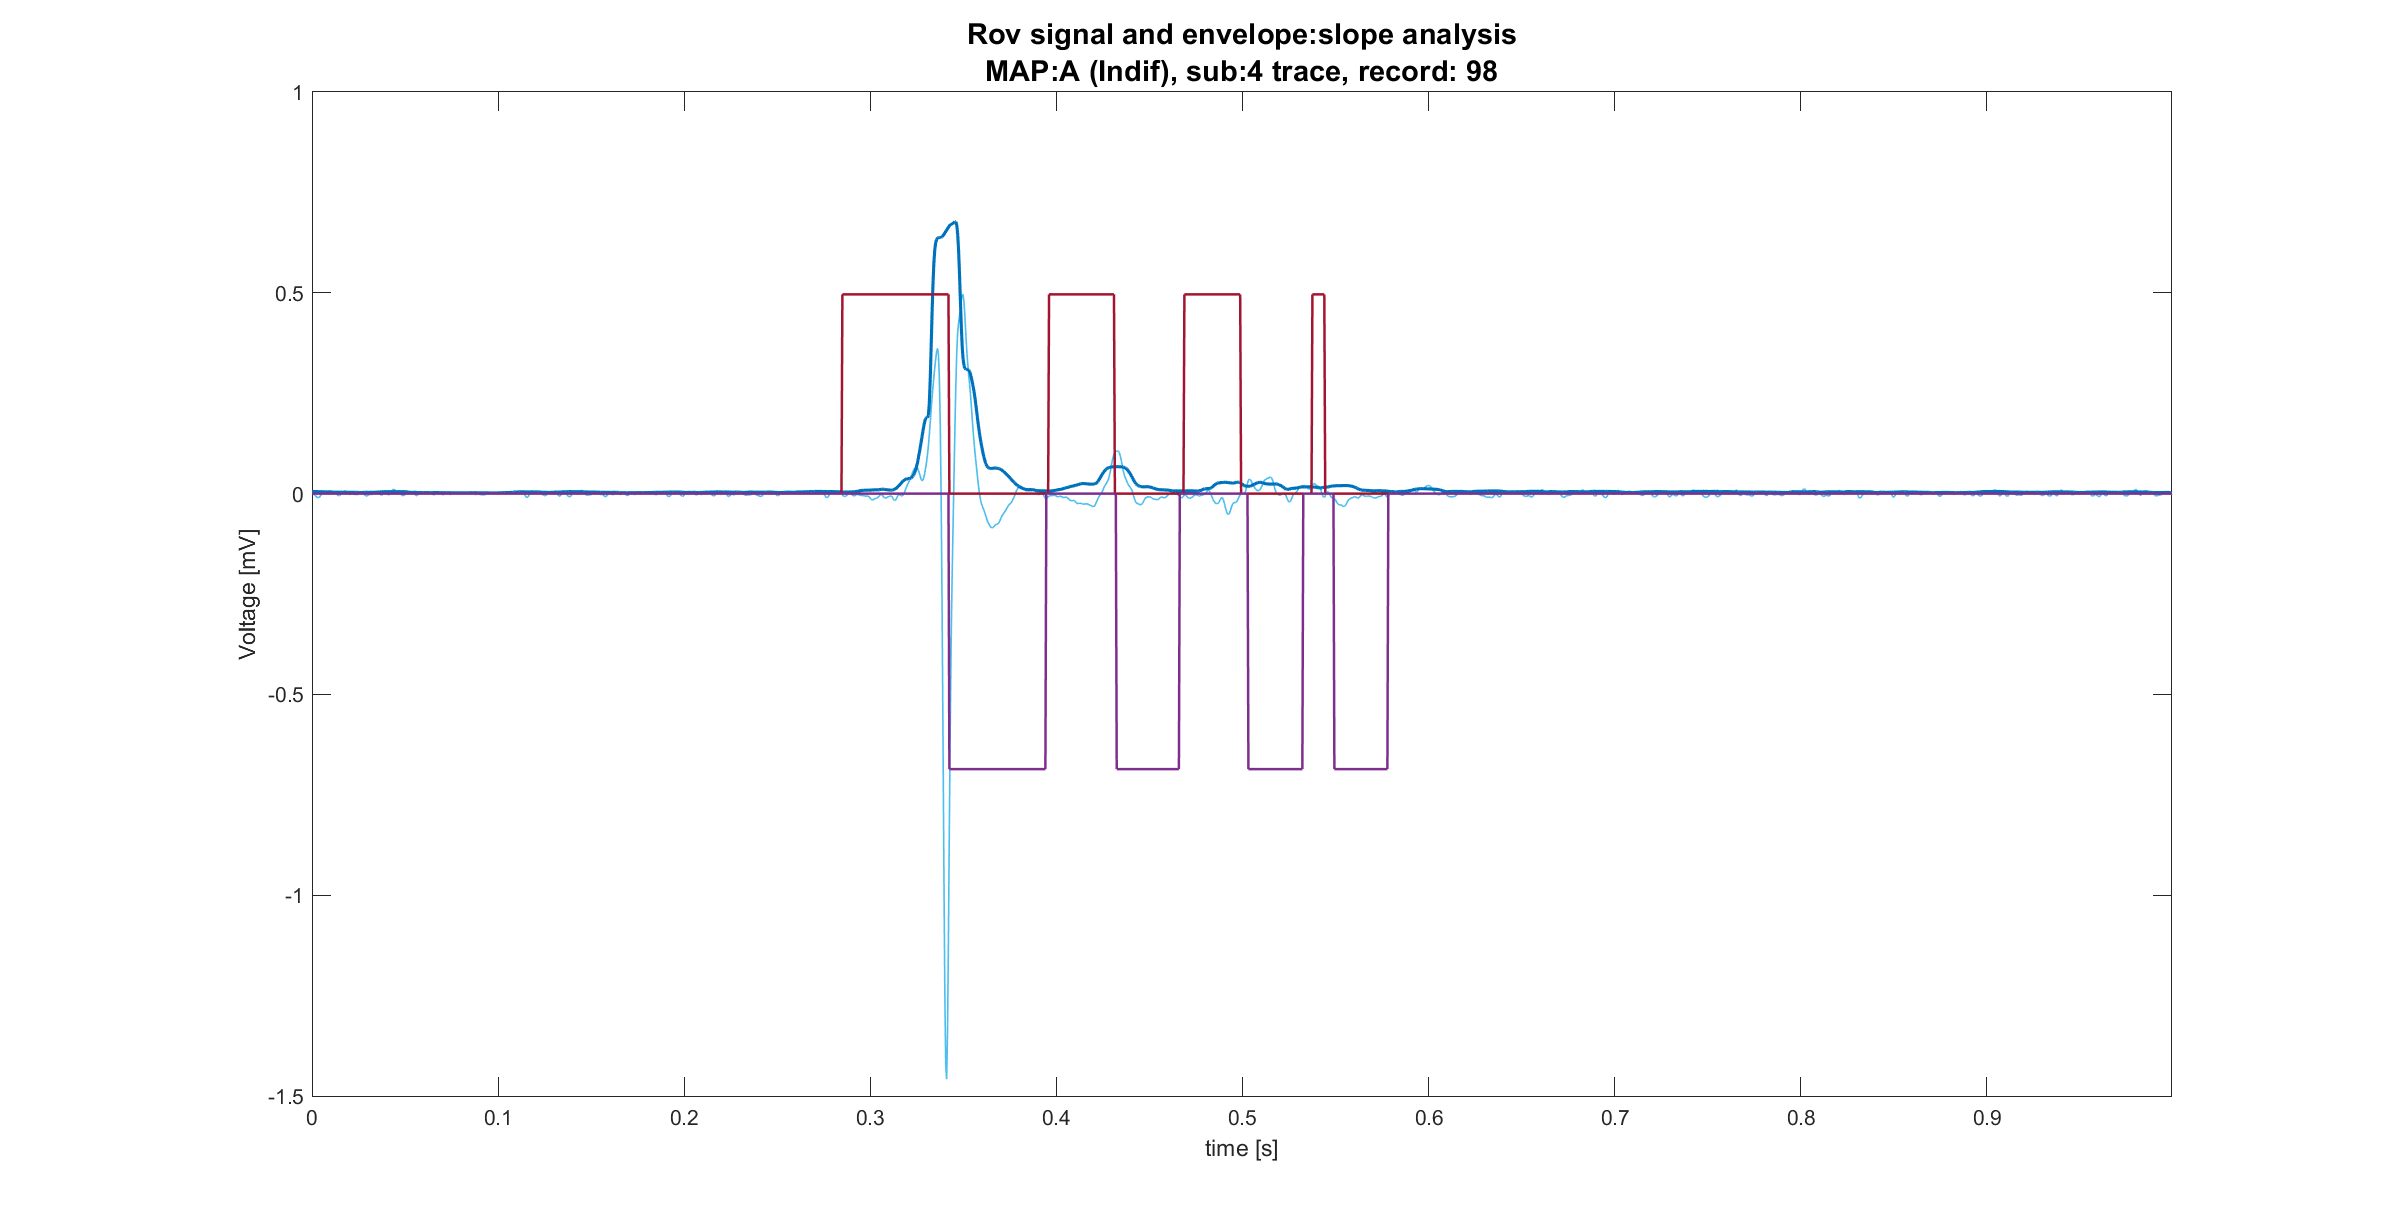 Rov signal and envelope:slope analysis
MAP:A (Indif), sub:4 trace, record: 98
1
0.5
0
-0.5
-1
-1.5
Voltage [mV]
0 0.1 0.2 0.3 0.4 0.5 0.6 0.7 0.8 0.9
time [s]